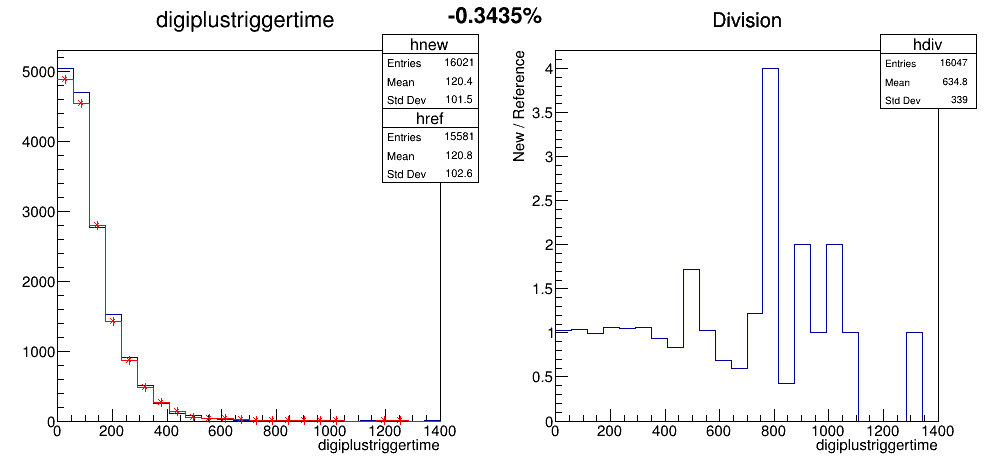 -0.3435%
digiplustriggertime
hnew
Entries 16021
Mean 120.4
Std Dev 101.5
href
Entries 15581
Mean 120.8
Std Dev 102.6
5000
4000
3000
2000
1000
0
0 200 400 600 800 1000 1200 1400
digiplustriggertime
Division
hdiv
Entries 16047
Mean 634.8
Std Dev 339
New / Reference
4
3.5
3
2.5
2
1.5
1
0.5
0
0 200 400 600 800 1000 1200 1400
digiplustriggertime